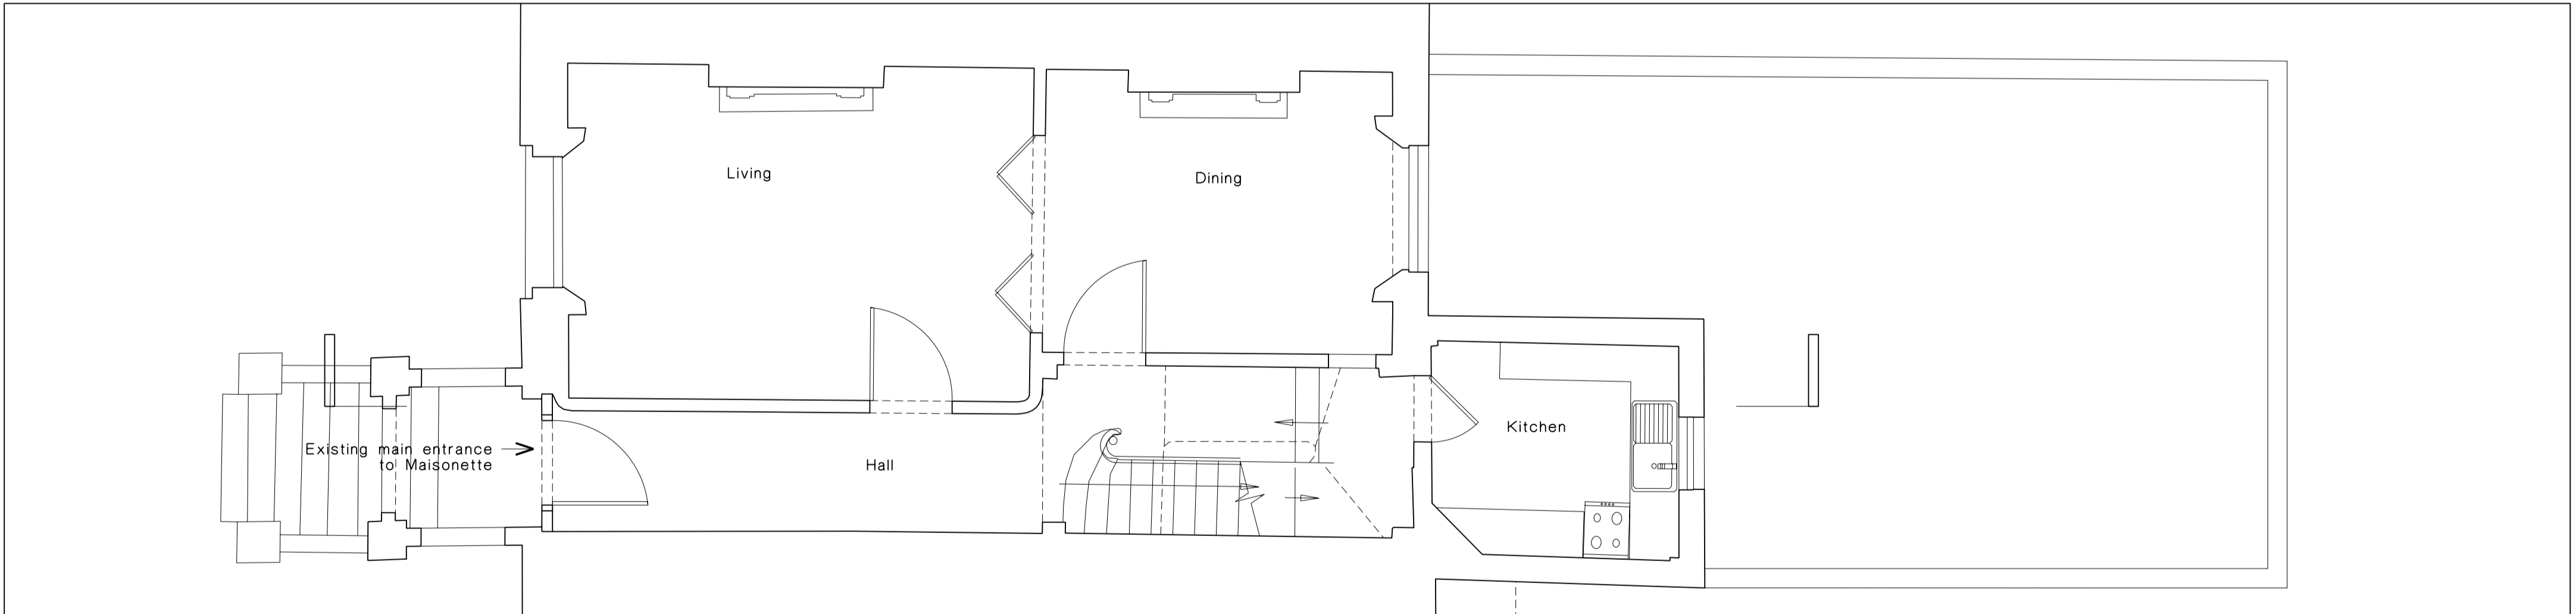 Living
Dining
Kitchen
Existing main entrance
to Maisonette
Hall